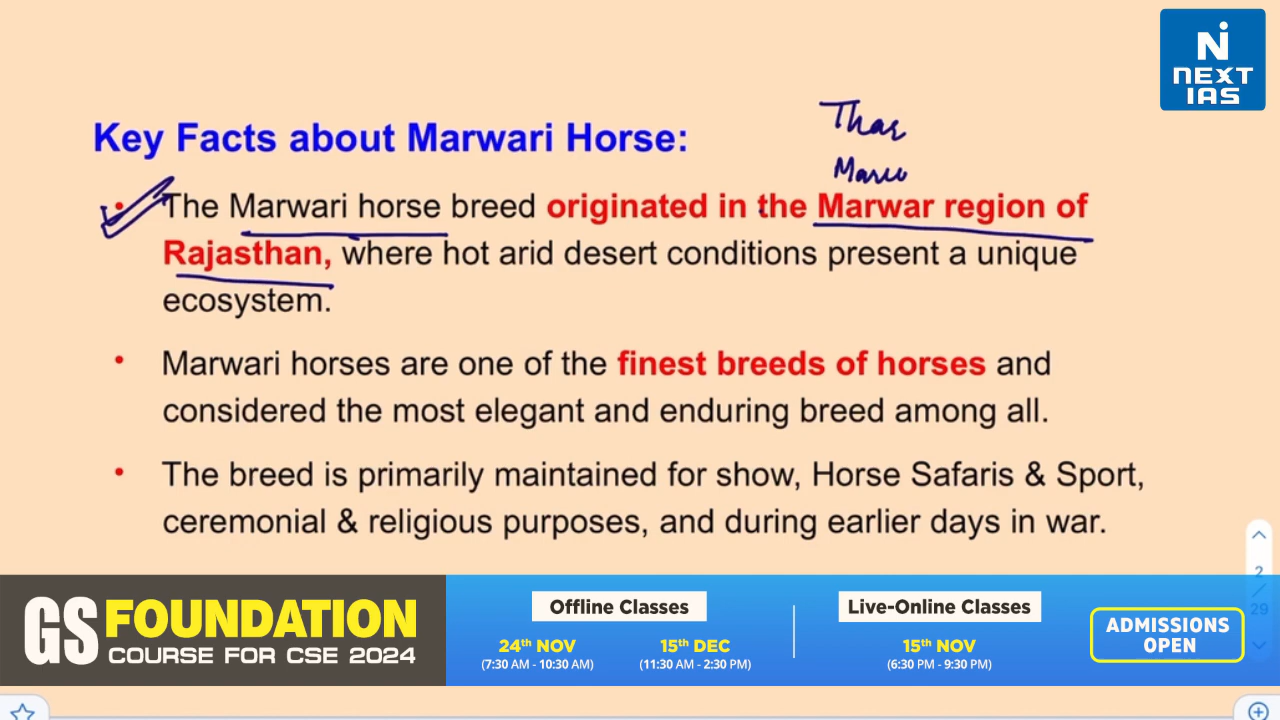 NEXT
IAS
Thar
Key Facts about Marwari Horse:
• The Marwari horse breed originated in the Marwar region of
Rajasthan, where hot arid desert conditions present a unique
ecosystem.
• Marwari horses are one of the finest breeds of horses and
considered the most elegant and enduring breed among all.
• The breed is primarily maintained for show, Horse Safaris & Sport,
ceremonial & religious purposes, and during earlier days in war.
2
/
29
GS FOUNDATION
COURSE FOR CSE 2024
Offline Classes
24th NOV 15th DEC
(7:30 AM - 10:30 AM) (11:30 AM - 2:30 PM)
Live-Online Classes
15th NOV
(6:30 PM - 9:30 PM)
ADMISSIONS
OPEN